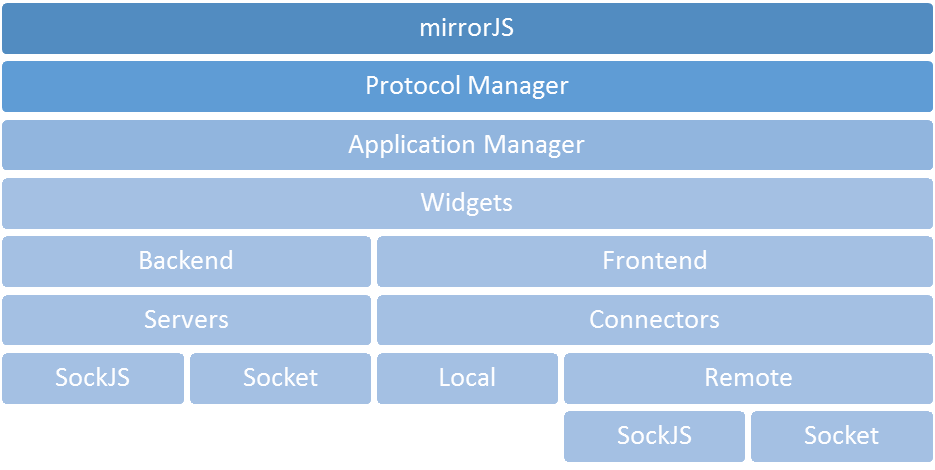 mirrorJS
Protocol Manager
Application Manager
Widgets
Backend
Frontend
Servers
Connectors
SockJS
Socket
Local
Remote
SockJS
Socket